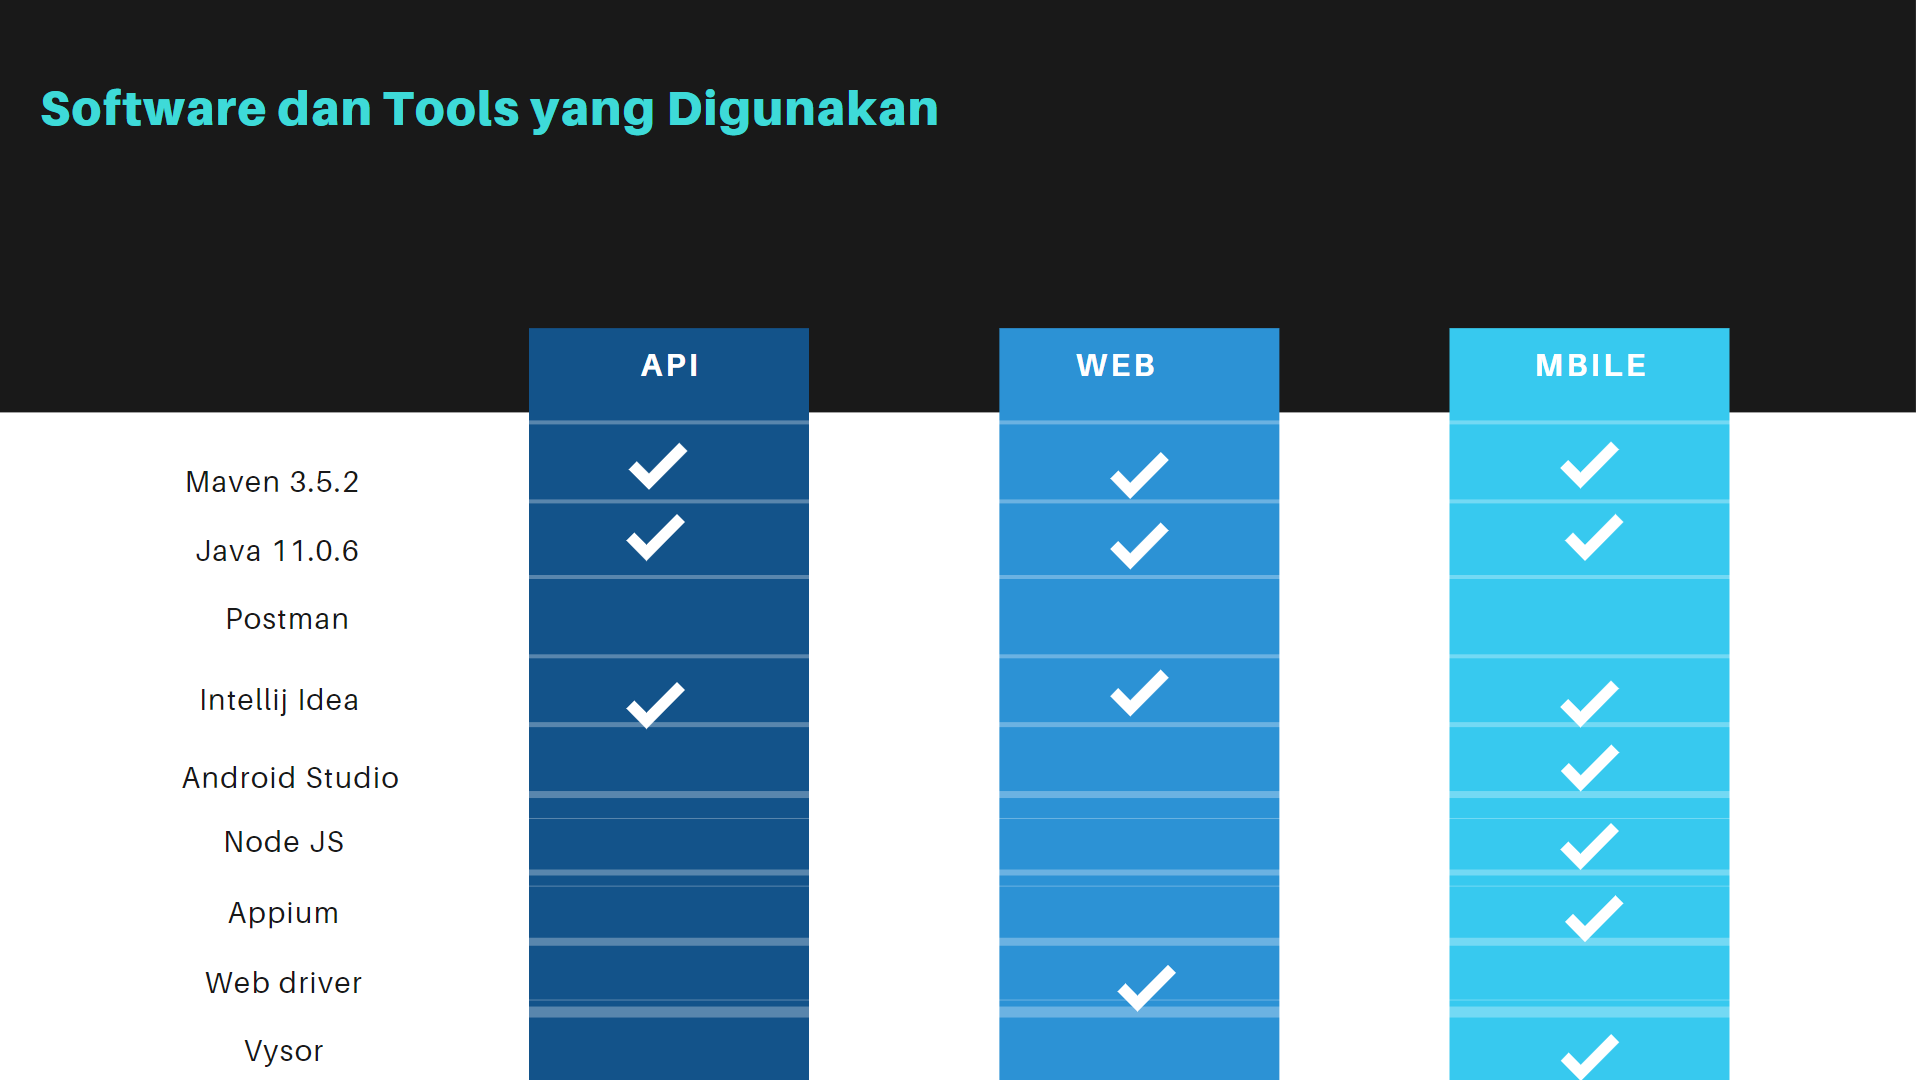 Software dan Tools yang Digunakan
API WEB MBILE
Maven 3.5.2
Java 11.0.6
Postman
Intellij Idea
Android Studio
Node JS
Appium
Web driver
Vysor